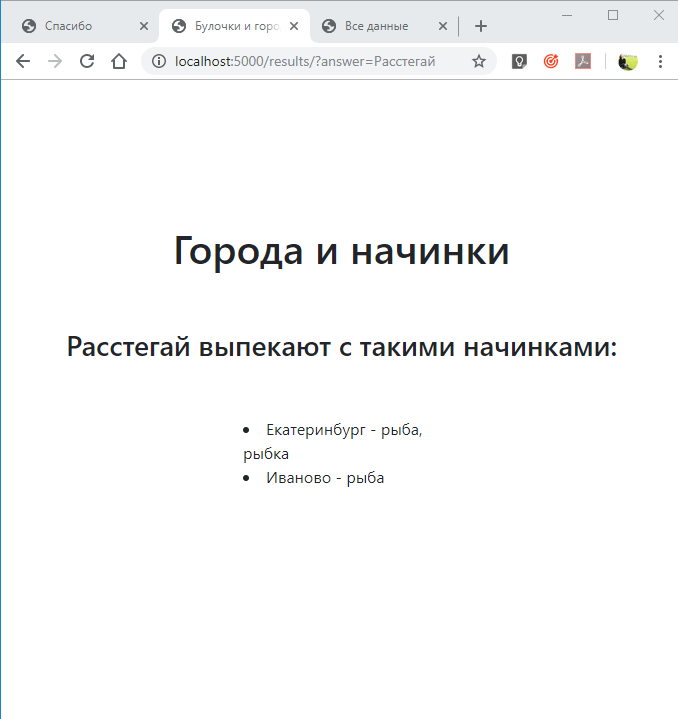 Спасибо
Булочки и горо
Все данные
localhost:5000/results/?answer=Расстегай
Города и начинки
Расстегай выпекают с такими начинками:
Екатеринбург - рыба,
рыбка
Иваново - рыба